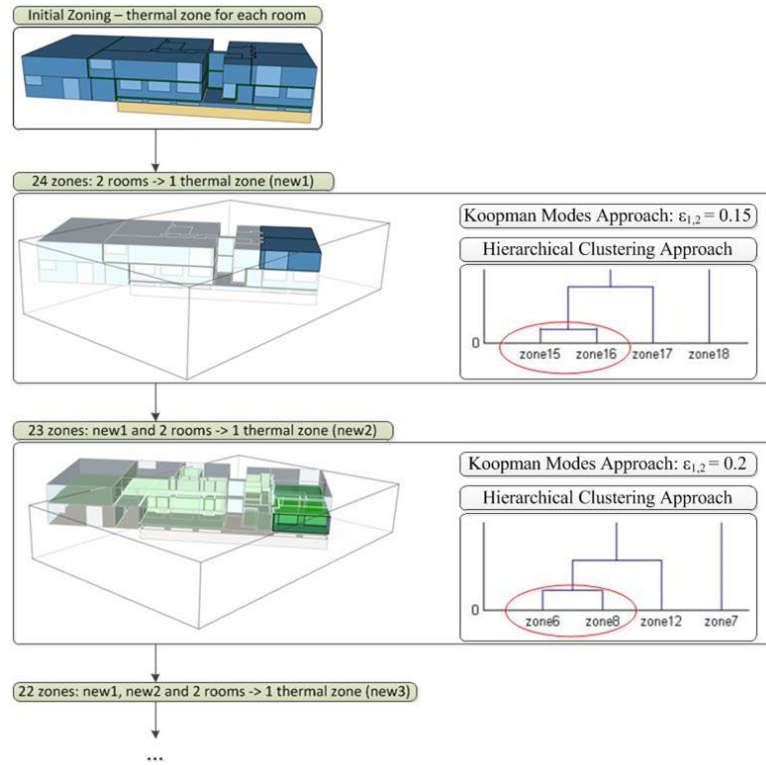 Initial Zoning – thermal zone for each room
24 zones: 2 rooms -> 1 thermal zone (new1)
Koopman Modes Approach: ε1,2 = 0.15
Hierarchical Clustering Approach
0
zone15 zone16 zone17 zone18
23 zones: new1 and 2 rooms -> 1 thermal zone (new2)
Koopman Modes Approach: ε1,2 = 0.2
Hierarchical Clustering Approach
0
zone6 zone8 zone12 zone7
22 zones: new1, new2 and 2 rooms -> 1 thermal zone (new3)
...